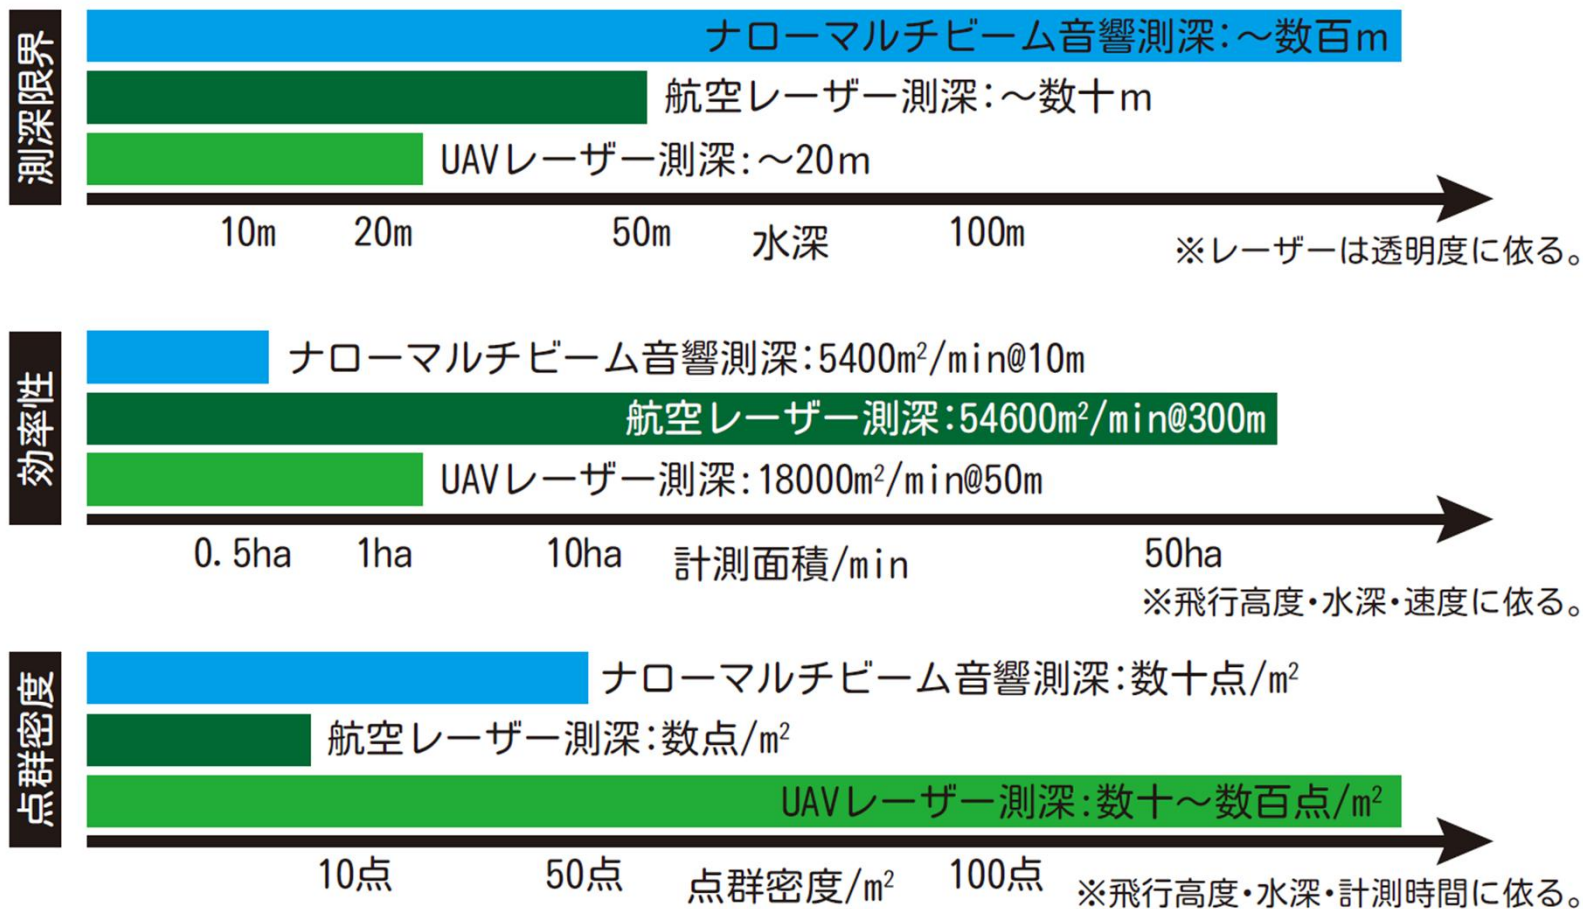 測深限界
ナローマルチビーム音響測深：～数百m
航空レーザー測深：～数十m
UAVレーザー測深：～20m
10m 20m 50m 水深 100m
※レーザーは透明度に依る。
効率性
ナローマルチビーム音響測深：5400m²/min@10m
航空レーザー測深：54600m²/min@300m
UAVレーザー測深：18000m²/min@50m
0.5ha 1ha 10ha 計測面積/min 50ha
※飛行高度・水深・速度に依る。
点群密度
ナローマルチビーム音響測深：数十点/m²
航空レーザー測深：数点/m²
UAVレーザー測深：数十～数百点/m²
10点 50点 点群密度/m² 100点
※飛行高度・水深・計測時間に依る。